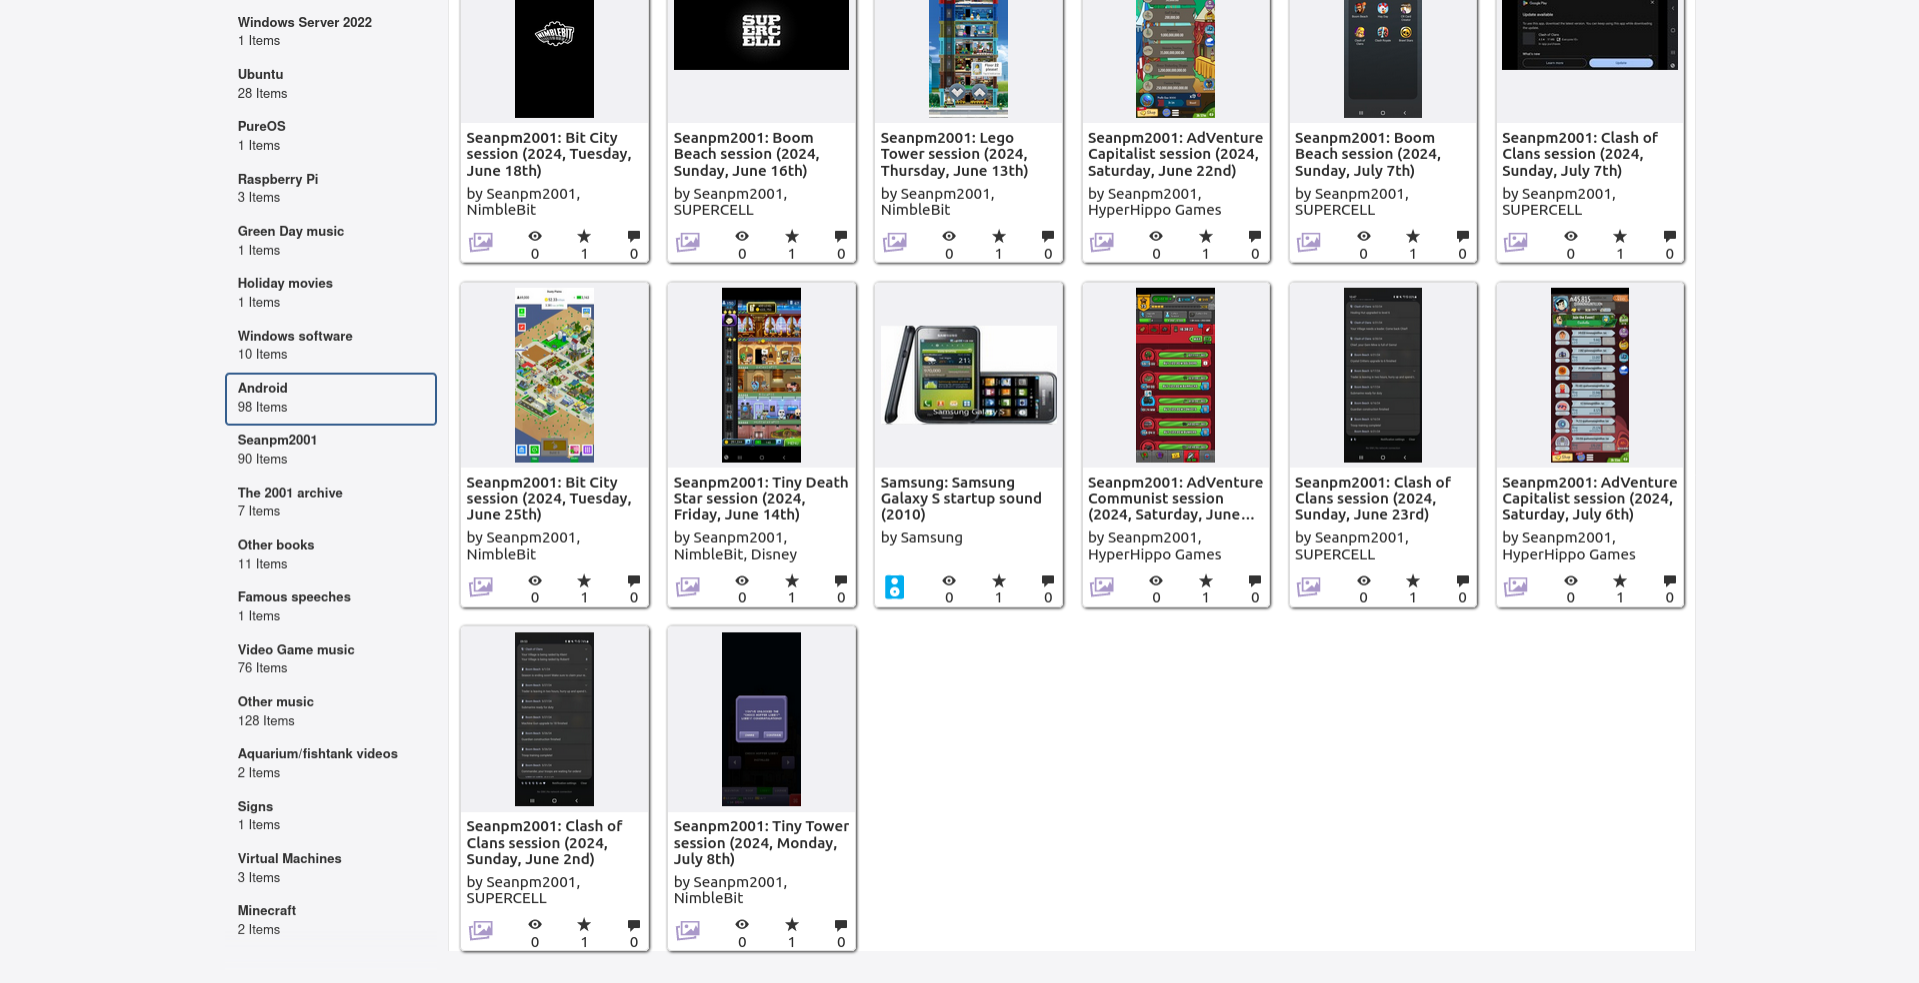 Windows Server 2022
1 Items
Ubuntu
28 Items
PureOS
1 Items
Raspberry Pi
3 Items
Green Day music
1 Items
Holiday movies
1 Items
Windows software
10 Items
Android
98 Items
Seanpm2001
90 Items
The 2001 archive
7 Items
Other books
11 Items
Famous speeches
1 Items
Video Game music
76 Items
Other music
128 Items
Aquarium/fishtank videos
2 Items
Signs
1 Items
Virtual Machines
3 Items
Minecraft
2 Items
NIMBLEBIT
Seanpm2001: Bit City
session (2024, Tuesday,
June 18th)
by Seanpm2001,
NimbleBit
0 1 0
SUP
ERC
ELL
Seanpm2001: Boom
Beach session (2024,
Sunday, June 16th)
by Seanpm2001,
SUPERCELL
0 1 0
Seanpm2001: Lego
Tower session (2024,
Thursday, June 13th)
by Seanpm2001,
NimbleBit
0 1 0
Seanpm2001: AdVenture
Capitalist session (2024,
Saturday, June 22nd)
by Seanpm2001,
HyperHippo Games
0 1 0
Seanpm2001: Boom
Beach session (2024,
Sunday, July 7th)
by Seanpm2001,
SUPERCELL
0 1 0
Google Play
Update available
Seanpm2001: Clash of
Clans session (2024,
Sunday, July 7th)
by Seanpm2001,
SUPERCELL
0 1 0
Seanpm2001: Bit City
session (2024, Tuesday,
June 25th)
by Seanpm2001,
NimbleBit
0 1 0
Seanpm2001: Tiny Death
Star session (2024,
Friday, June 14th)
by Seanpm2001,
NimbleBit, Disney
0 1 0
Samsung Galaxy
Samsung: Samsung
Galaxy S startup sound
(2010)
by Samsung
0 1 0
Seanpm2001: AdVenture
Communist session
(2024, Saturday, June...
by Seanpm2001,
HyperHippo Games
0 1 0
Seanpm2001: Clash of
Clans session (2024,
Sunday, June 23rd)
by Seanpm2001,
SUPERCELL
0 1 0
Seanpm2001: AdVenture
Capitalist session (2024,
Saturday, July 6th)
by Seanpm2001,
HyperHippo Games
0 1 0
Seanpm2001: Clash of
Clans session (2024,
Sunday, June 2nd)
by Seanpm2001,
SUPERCELL
0 1 0
Seanpm2001: Tiny Tower
session (2024, Monday,
July 8th)
by Seanpm2001,
NimbleBit
0 1 0